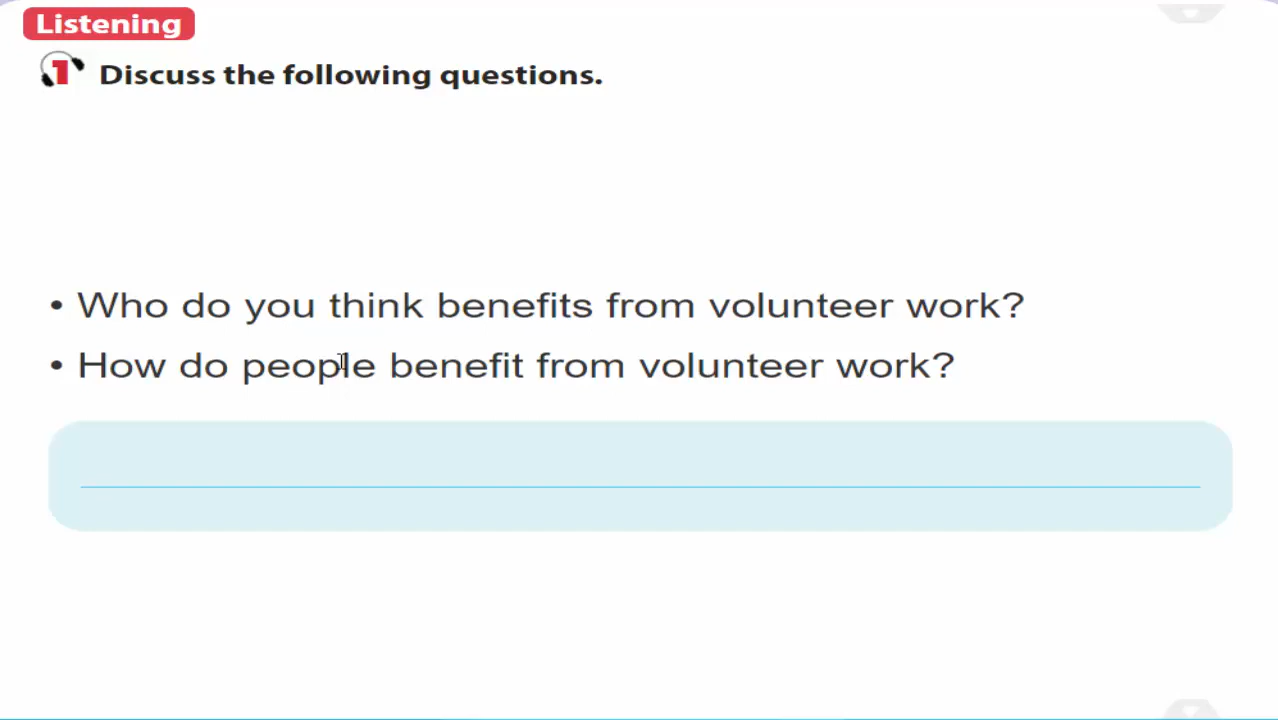 Listening
1 Discuss the following questions.
• Who do you think benefits from volunteer work?
• How do people benefit from volunteer work?